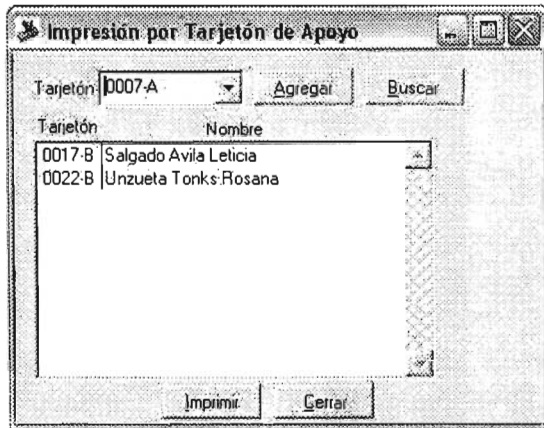 Impresión por Tarjetón de Apoyo
Tarjetón 0007-A Agregar Buscar
Tarjetón Nombre
0017-B Salgado Avila Leticia
0022-B Unzueta Tonks Rosana
Imprimir Cerrar